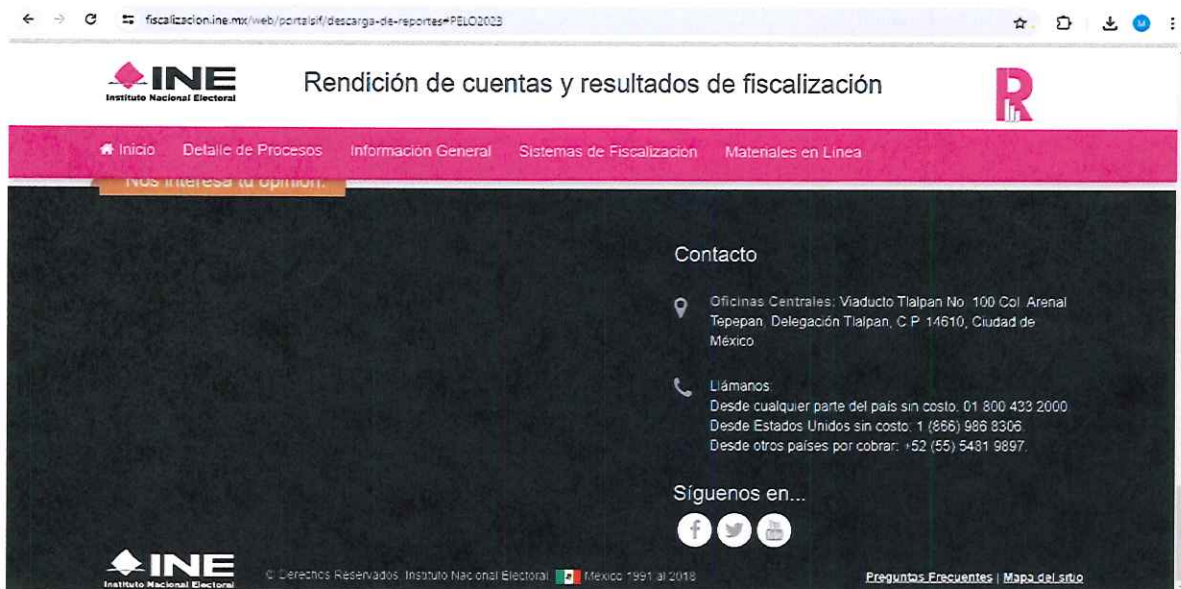 fiscalizacion.ine.mx/web/portalsif/descarga-de-reportes#PELO2023
M
INE
Instituto Nacional Electoral
Rendición de cuentas y resultados de fiscalización
R
Inicio Detalle de Procesos Información General Sistemas de Fiscalización Materiales en Línea
Nos interesa tu opinión.
Contacto
Oficinas Centrales: Viaducto Tlalpan No. 100 Col. Arenal
Tepepan, Delegación Tlalpan, C.P. 14610, Ciudad de
México
Llámanos:
Desde cualquier parte del país sin costo: 01 800 433 2000
Desde Estados Unidos sin costo: 1 (866) 986 8306.
Desde otros países por cobrar: +52 (55) 5481 9897.
Síguenos en...
INE
Instituto Nacional Electoral
© Derechos Reservados, Instituto Nacional Electoral, México 1991 al 2018
Preguntas Frecuentes | Mapa del sitio